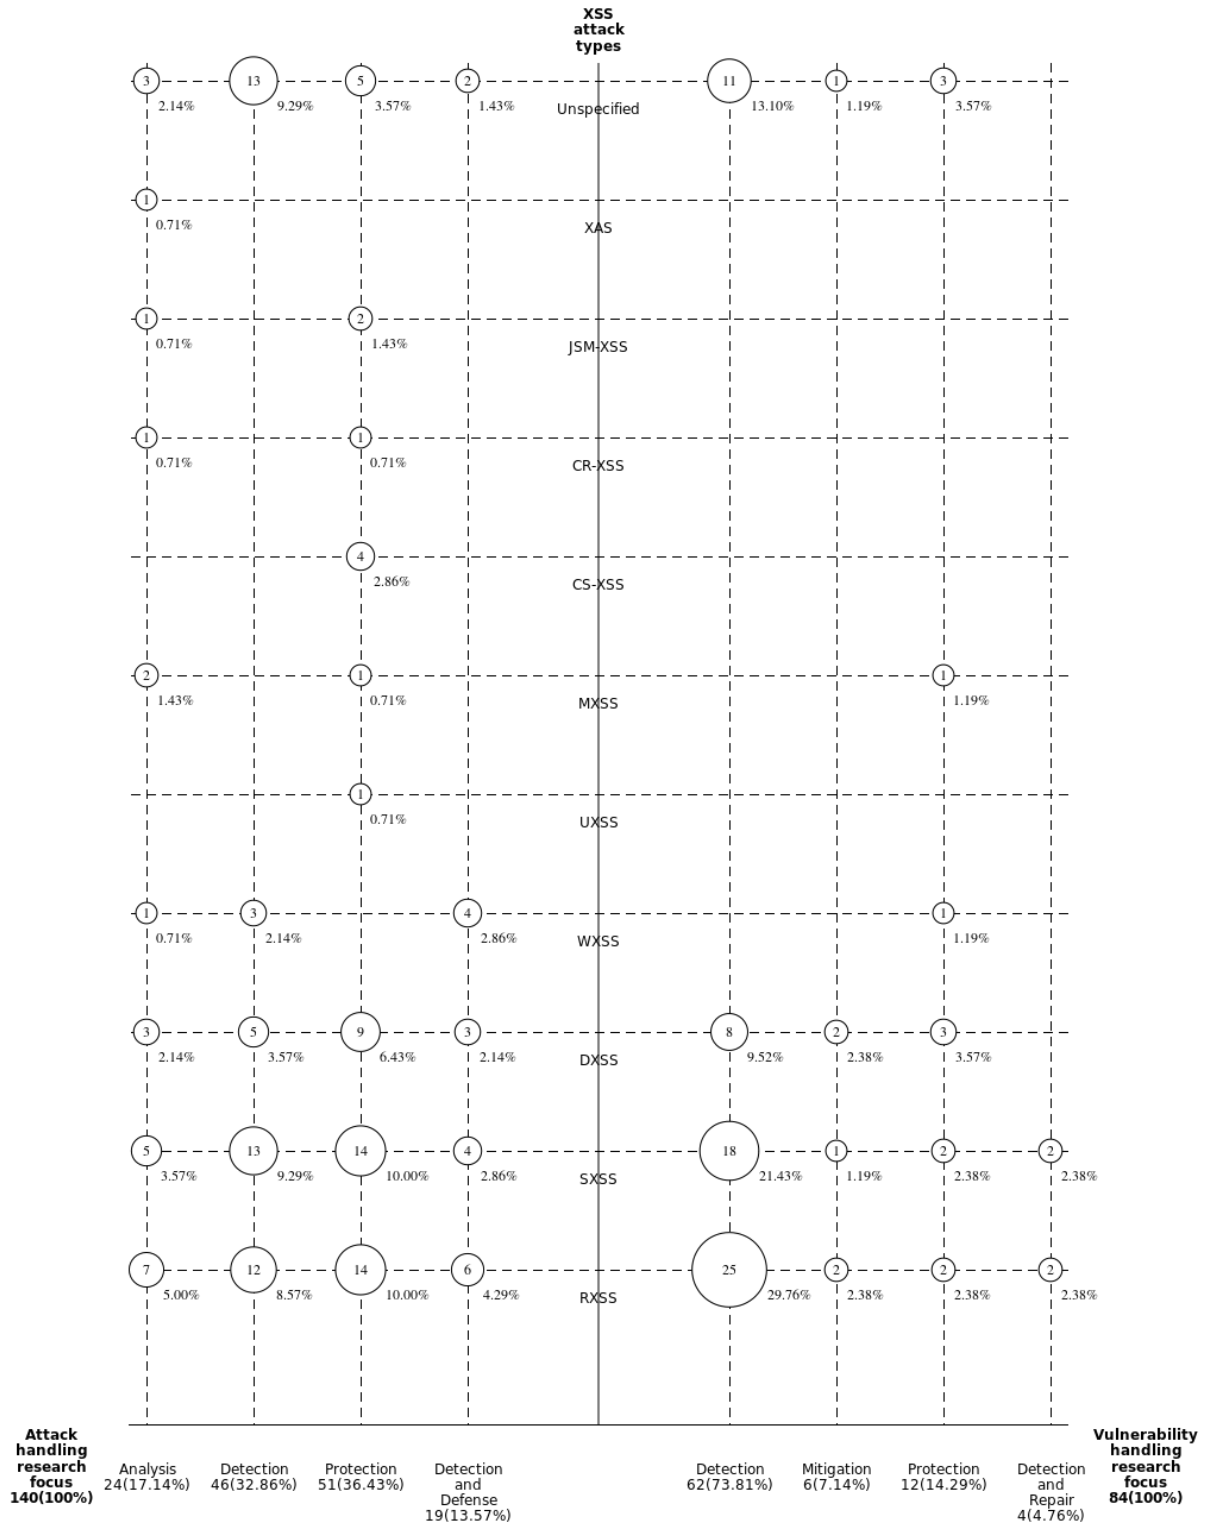 XSS
attack
types
3 13 5 2 11 1 3
2.14% 9.29% 3.57% 1.43% Unspecified 13.10% 1.19% 3.57%
1
0.71% XAS
1 2
0.71% 1.43% JSM-XSS
1 1
0.71% 0.71% CR-XSS
4
2.86% CS-XSS
2 1 1
1.43% 0.71% MXSS 1.19%
1
0.71% UXSS
1 3 4 1
0.71% 2.14% 2.86% WXSS 1.19%
3 5 9 3 8 2 3
2.14% 3.57% 6.43% 2.14% DXSS 9.52% 2.38% 3.57%
5 13 14 4 18 1 2 2
3.57% 9.29% 10.00% 2.86% SXSS 21.43% 1.19% 2.38% 2.38%
7 12 14 6 25 2 2 2
5.00% 8.57% 10.00% 4.29% RXSS 29.76% 2.38% 2.38% 2.38%
Attack
handling
research
focus
140(100%)
Analysis
24(17.14%)
Detection
46(32.86%)
Protection
51(36.43%)
Detection
and
Defense
19(13.57%)
Detection
62(73.81%)
Mitigation
6(7.14%)
Protection
12(14.29%)
Detection
and
Repair
4(4.76%)
Vulnerability
handling
research
focus
84(100%)